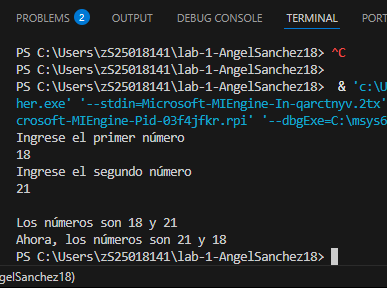 PROBLEMS 2 OUTPUT DEBUG CONSOLE TERMINAL PORT
PS C:\Users\zS25018141\lab-1-AngelSanchez18> ^C
PS C:\Users\zS25018141\lab-1-AngelSanchez18>
PS C:\Users\zS25018141\lab-1-AngelSanchez18> & 'c:\U
her.exe' '--stdin=Microsoft-MIEngine-In-qarctnyv.2tx'
crosoft-MIEngine-Pid-03f4jfkr.rpi' '--dbgExe=C:\msys6
Ingrese el primer número
18
Ingrese el segundo número
21
Los números son 18 y 21
Ahora, los números son 21 y 18
PS C:\Users\zS25018141\lab-1-AngelSanchez18>
gelSanchez18)